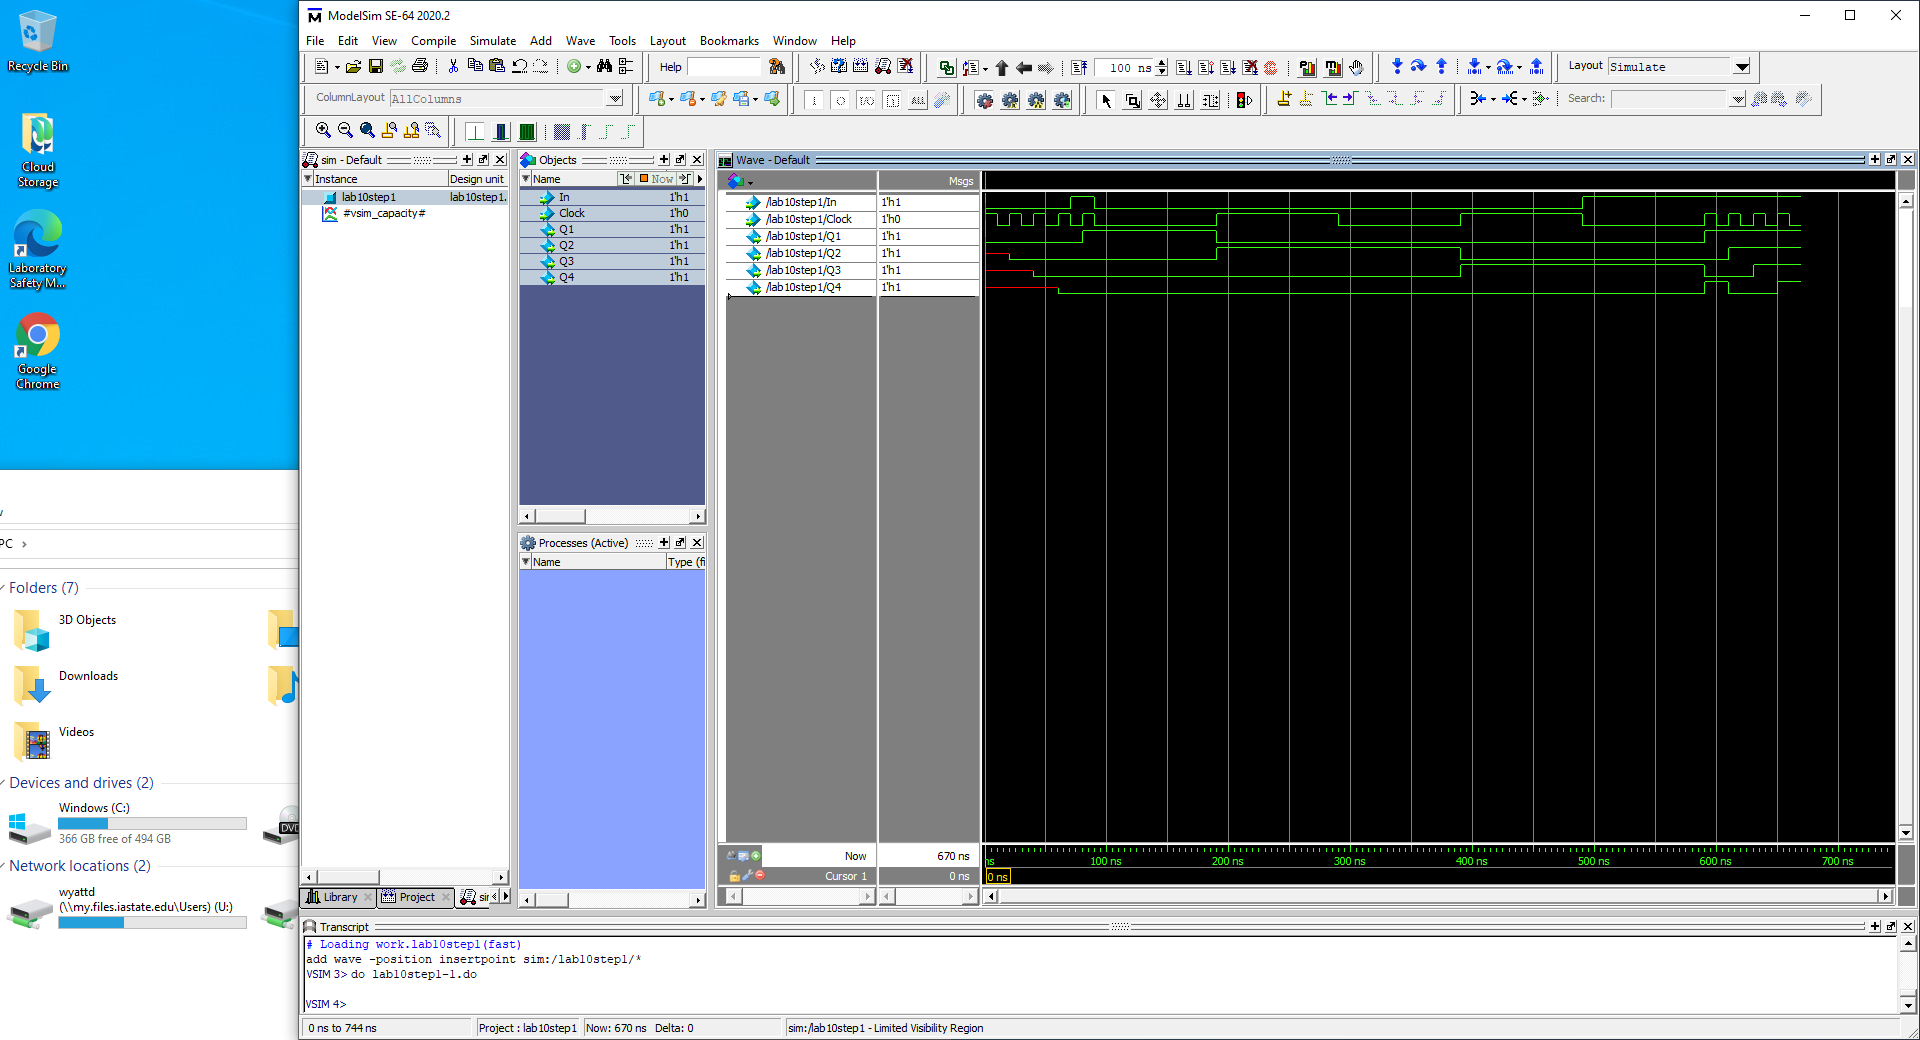 Recycle Bin
Cloud
Storage
Laboratory
Safety M...
Google
Chrome
PC
Folders (7)
3D Objects
Downloads
Videos
Devices and drives (2)
Windows (C:)
366 GB free of 494 GB
DVD
Network locations (2)
wyattd
(\\my.files.iastate.edu\Users) (U:)
ModelSim SE-64 2020.2
File Edit View Compile Simulate Add Wave Tools Layout Bookmarks Window Help
Help
100 ns
Layout Simulate
ColumnLayout AllColumns
ALL
Search:
sim - Default
Instance Design unit
lab10step1 lab10step1.
#vsim_capacity#
Library Project sim
Objects
Name Now
In 1'h1
Clock 1'h0
Q1 1'h1
Q2 1'h1
Q3 1'h1
Q4 1'h1
Processes (Active)
Name Type (fi
Wave - Default
Msgs
/lab10step1/In 1'h1
/lab10step1/Clock 1'h0
/lab10step1/Q1 1'h1
/lab10step1/Q2 1'h1
/lab10step1/Q3 1'h1
/lab10step1/Q4 1'h1
Now 670 ns
ns 100 ns 200 ns 300 ns 400 ns 500 ns 600 ns 700 ns
Cursor 1 0 ns
0 ns
Transcript
# Loading work.lab10step1(fast)
add wave -position insertpoint sim:/lab10step1/*
VSIM 3> do lab10step1-1.do
VSIM 4>
0 ns to 744 ns Project : lab10step1 Now: 670 ns Delta: 0 sim:/lab10step1 - Limited Visibility Region